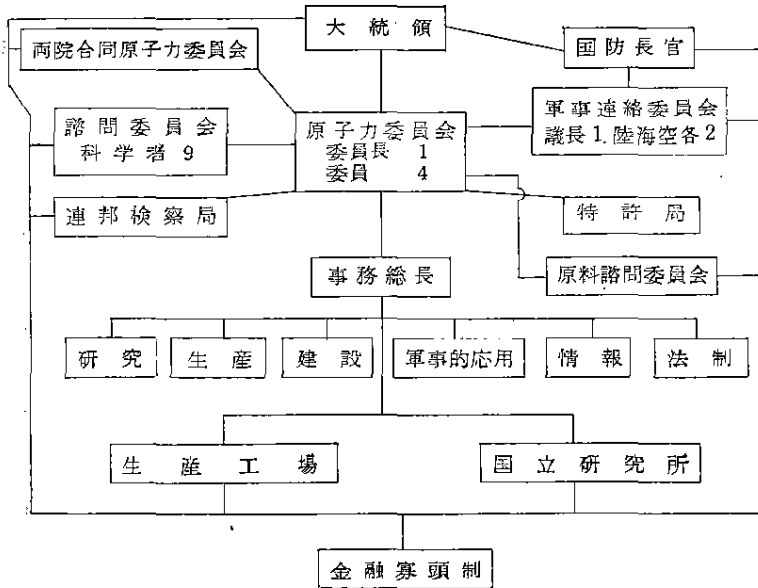 大統領
国防長官
両院合同原子力委員会
軍事連絡委員会
議長1,陸海空各2
諮問委員会
科学者9
原子力委員会
委員長 1
委員 4
連邦検察局
特許局
事務総長
原料諮問委員会
研究
生産
建設
軍事的応用
情報
法制
生産工場
国立研究所
金融寡頭制